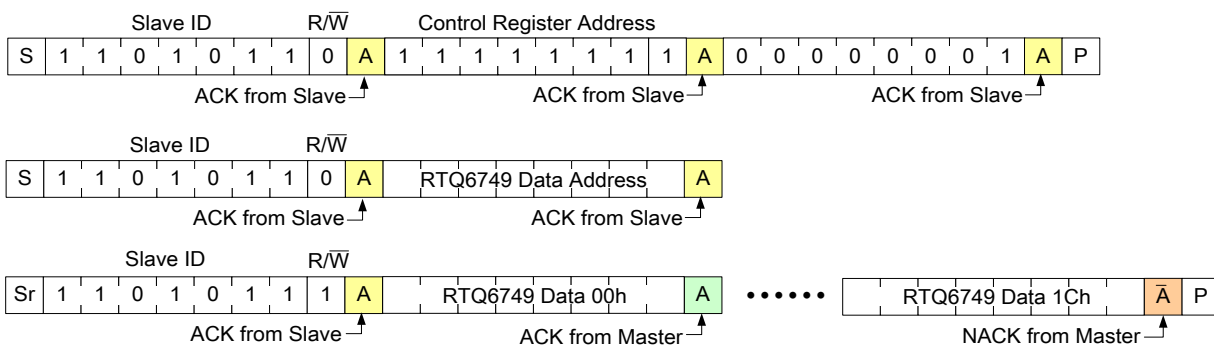 Slave ID R/W̅ Control Register Address
S 1 1 0 1 0 1 1 0 A 1 1 1 1 1 1 1 1 A 0 0 0 0 0 0 0 1 A P
ACK from Slave ACK from Slave ACK from Slave
Slave ID R/W̅
S 1 1 0 1 0 1 1 0 A RTQ6749 Data Address A
ACK from Slave ACK from Slave
Slave ID R/W̅
Sr 1 1 0 1 0 1 1 1 A RTQ6749 Data 00h A •••••• RTQ6749 Data 1Ch A̅ P
ACK from Slave ACK from Master NACK from Master